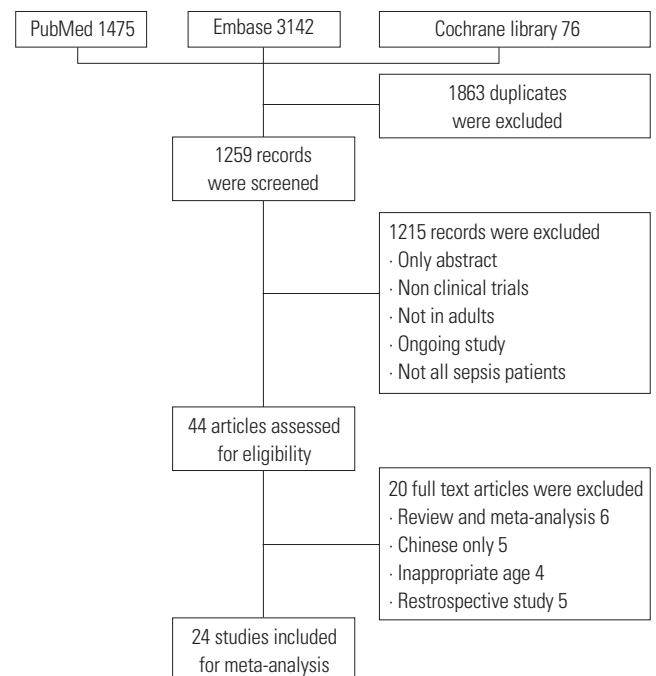 PubMed 1475
Embase 3142
Cochrane library 76
1863 duplicates
were excluded
1259 records
were screened
1215 records were excluded
· Only abstract
· Non clinical trials
· Not in adults
· Ongoing study
· Not all sepsis patients
44 articles assessed
for eligibility
20 full text articles were excluded
· Review and meta-analysis 6
· Chinese only 5
· Inappropriate age 4
· Restrospective study 5
24 studies included
for meta-analysis